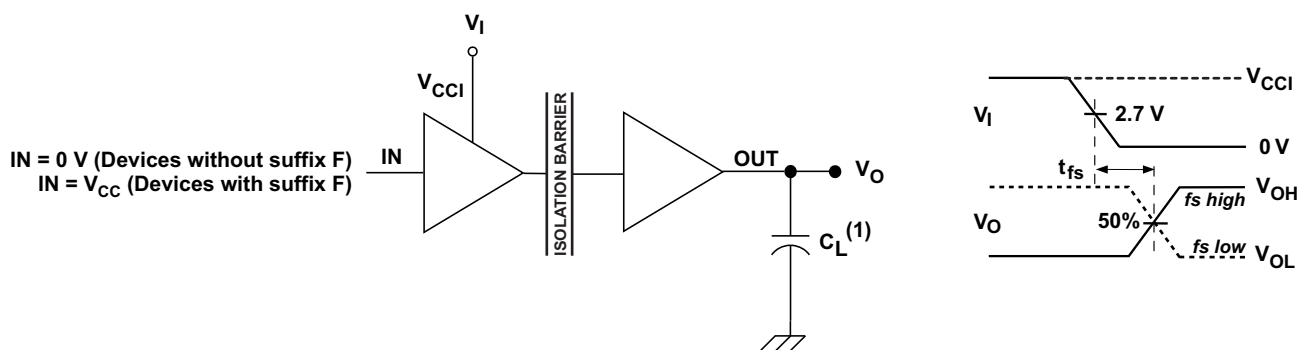 V_I
V_CCI
IN = 0 V (Devices without suffix F)
IN = V_CC (Devices with suffix F)
IN
ISOLATION BARRIER
OUT
V_O
C_L^(1)
V_CCI
V_I
2.7 V
0 V
t_fs
V_OH
fs high
V_O
50%
fs low
V_OL